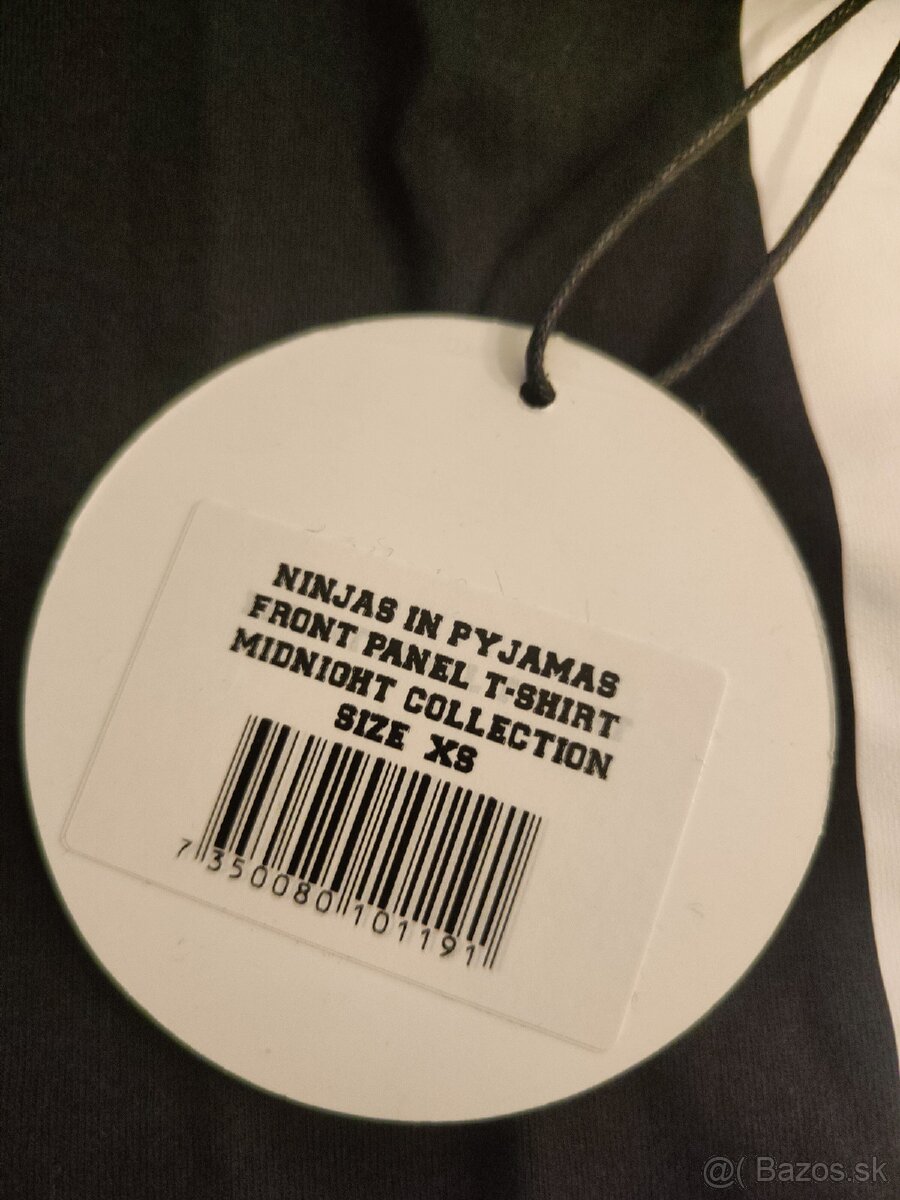 NINJAS IN PYJAMAS
FRONT PANEL T-SHIRT
MIDNIGHT COLLECTION
SIZE XS
7 350080 101191
@( Bazos.sk